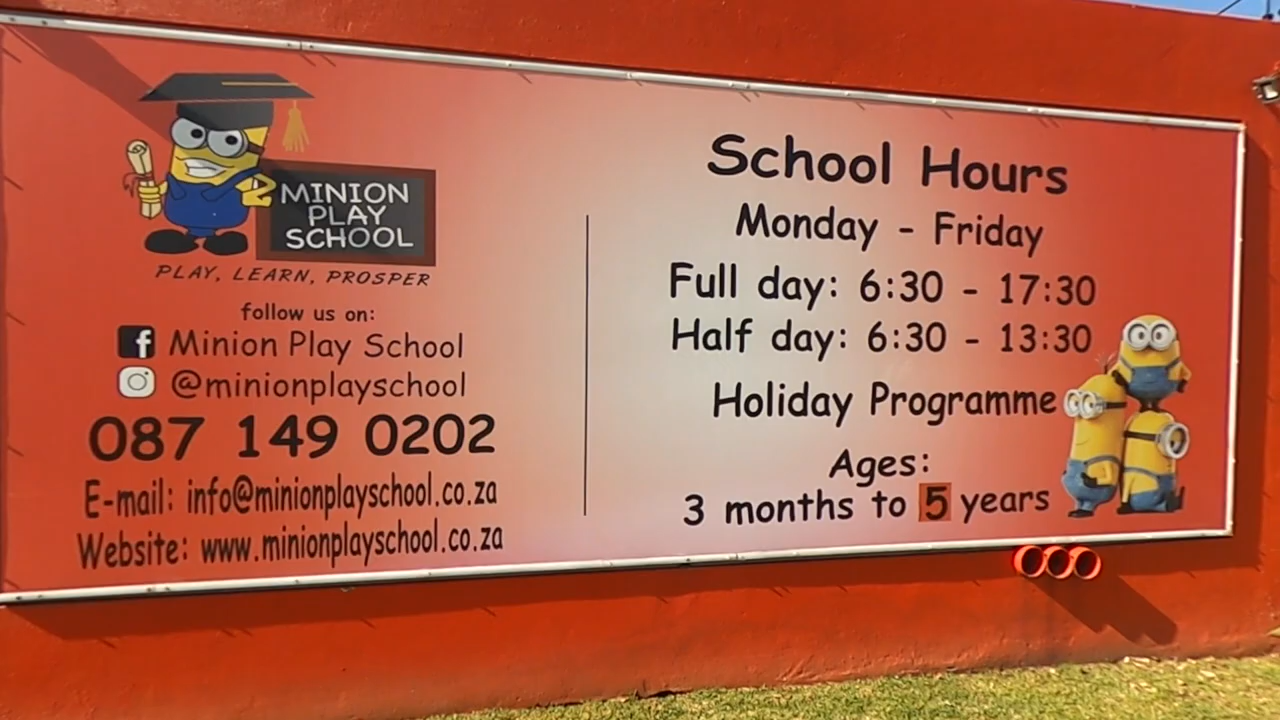 MINION
PLAY
SCHOOL
PLAY, LEARN, PROSPER
follow us on:
f Minion Play School
@minionplayschool
087 149 0202
E-mail: info@minionplayschool.co.za
Website: www.minionplayschool.co.za
School Hours
Monday - Friday
Full day: 6:30 - 17:30
Half day: 6:30 - 13:30
Holiday Programme
Ages:
3 months to 5 years